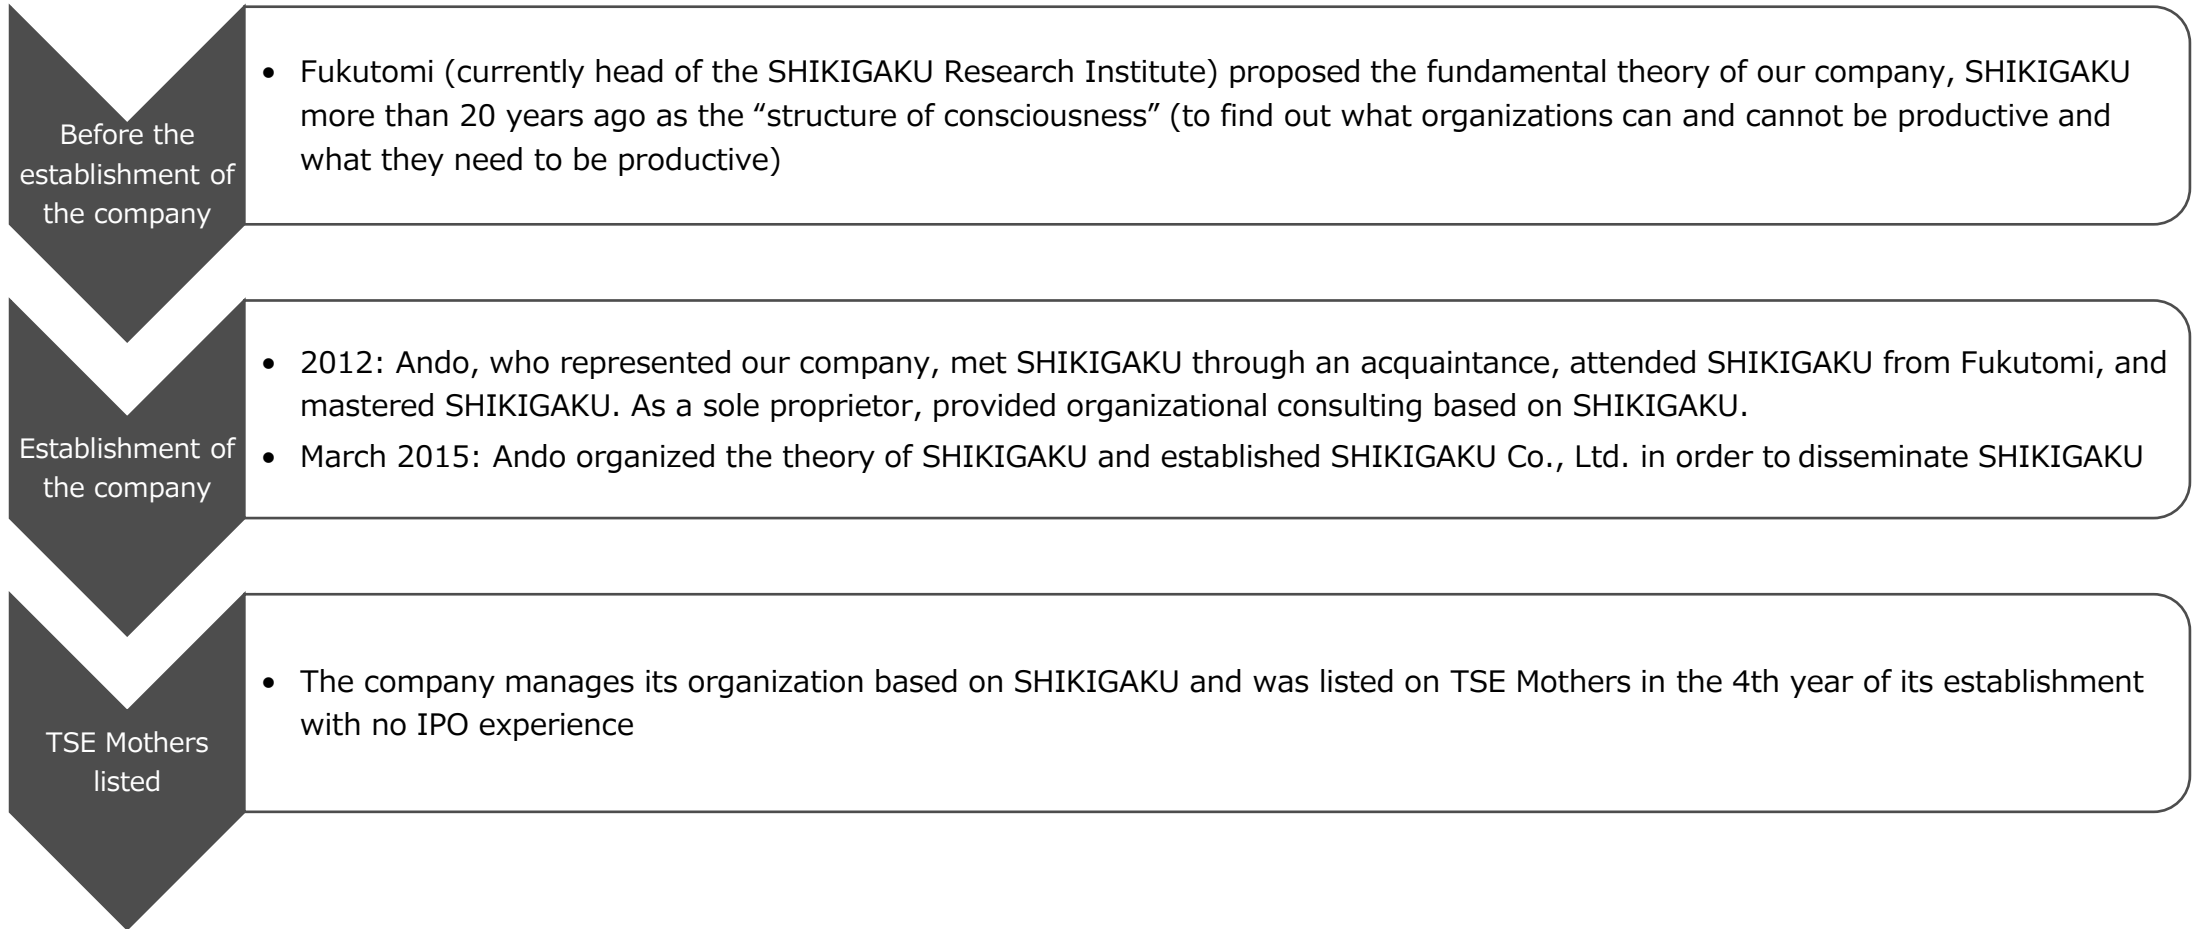 Before the
establishment of
the company
• Fukutomi (currently head of the SHIKIGAKU Research Institute) proposed the fundamental theory of our company, SHIKIGAKU
more than 20 years ago as the “structure of consciousness” (to find out what organizations can and cannot be productive and
what they need to be productive)
Establishment of
the company
• 2012: Ando, who represented our company, met SHIKIGAKU through an acquaintance, attended SHIKIGAKU from Fukutomi, and
mastered SHIKIGAKU. As a sole proprietor, provided organizational consulting based on SHIKIGAKU.
• March 2015: Ando organized the theory of SHIKIGAKU and established SHIKIGAKU Co., Ltd. in order to disseminate SHIKIGAKU
TSE Mothers
listed
• The company manages its organization based on SHIKIGAKU and was listed on TSE Mothers in the 4th year of its establishment
with no IPO experience